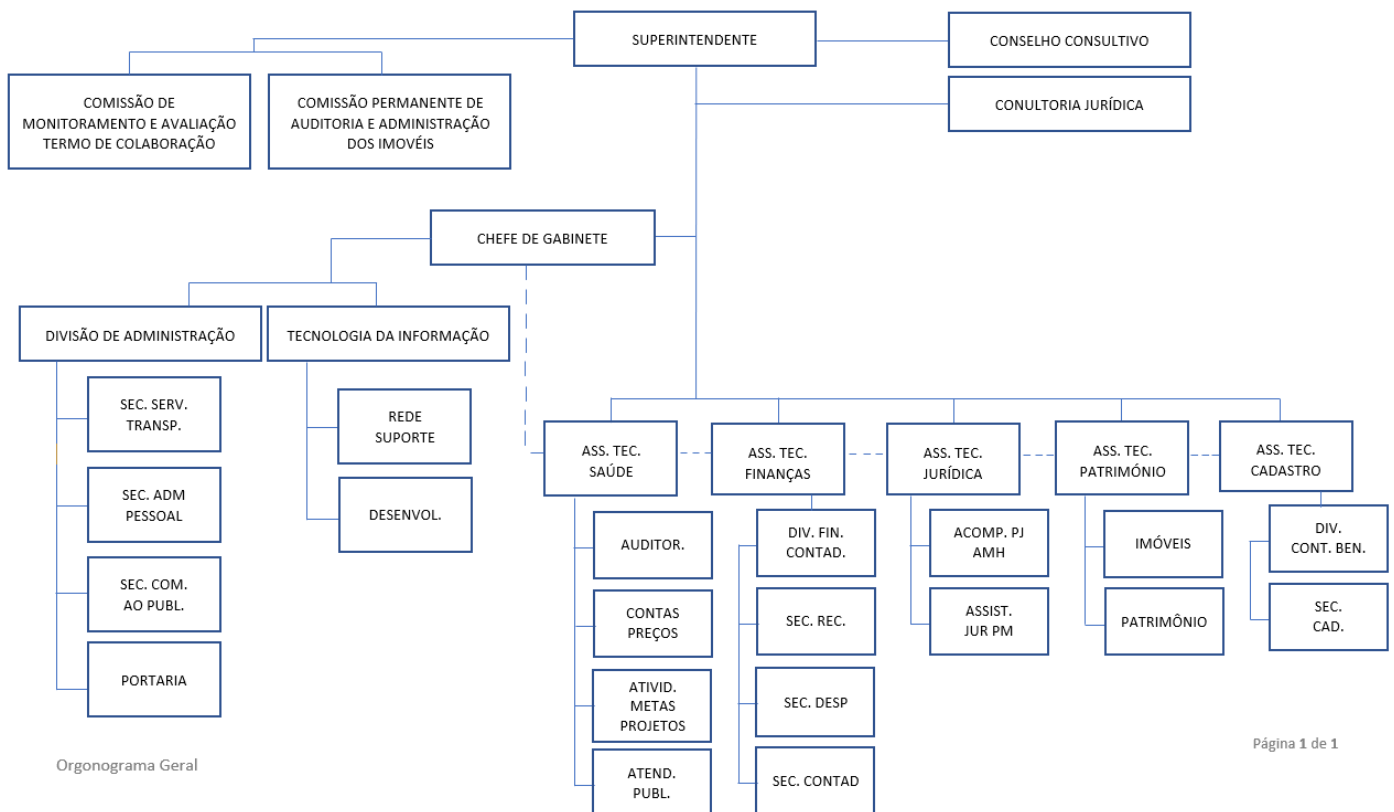 SUPERINTENDENTE
CONSELHO CONSULTIVO
COMISSÃO DE
MONITORAMENTO E AVALIAÇÃO
TERMO DE COLABORAÇÃO
COMISSÃO PERMANENTE DE
AUDITORIA E ADMINISTRAÇÃO
DOS IMOVÉIS
CONULTORIA JURÍDICA
CHEFE DE GABINETE
DIVISÃO DE ADMINISTRAÇÃO
TECNOLOGIA DA INFORMAÇÃO
SEC. SERV.
TRANSP.
SEC. ADM
PESSOAL
SEC. COM.
AO PUBL.
PORTARIA
REDE
SUPORTE
DESENVOL.
ASS. TEC.
SAÚDE
ASS. TEC.
FINANÇAS
ASS. TEC.
JURÍDICA
ASS. TEC.
PATRIMÓNIO
ASS. TEC.
CADASTRO
AUDITOR.
CONTAS
PREÇOS
ATIVID.
METAS
PROJETOS
ATEND.
PUBL.
DIV. FIN.
CONTAD.
SEC. REC.
SEC. DESP
SEC. CONTAD
ACOMP. PJ
AMH
ASSIST.
JUR PM
IMÓVEIS
PATRIMÔNIO
DIV.
CONT. BEN.
SEC.
CAD.
Página 1 de 1
Orgonograma Geral